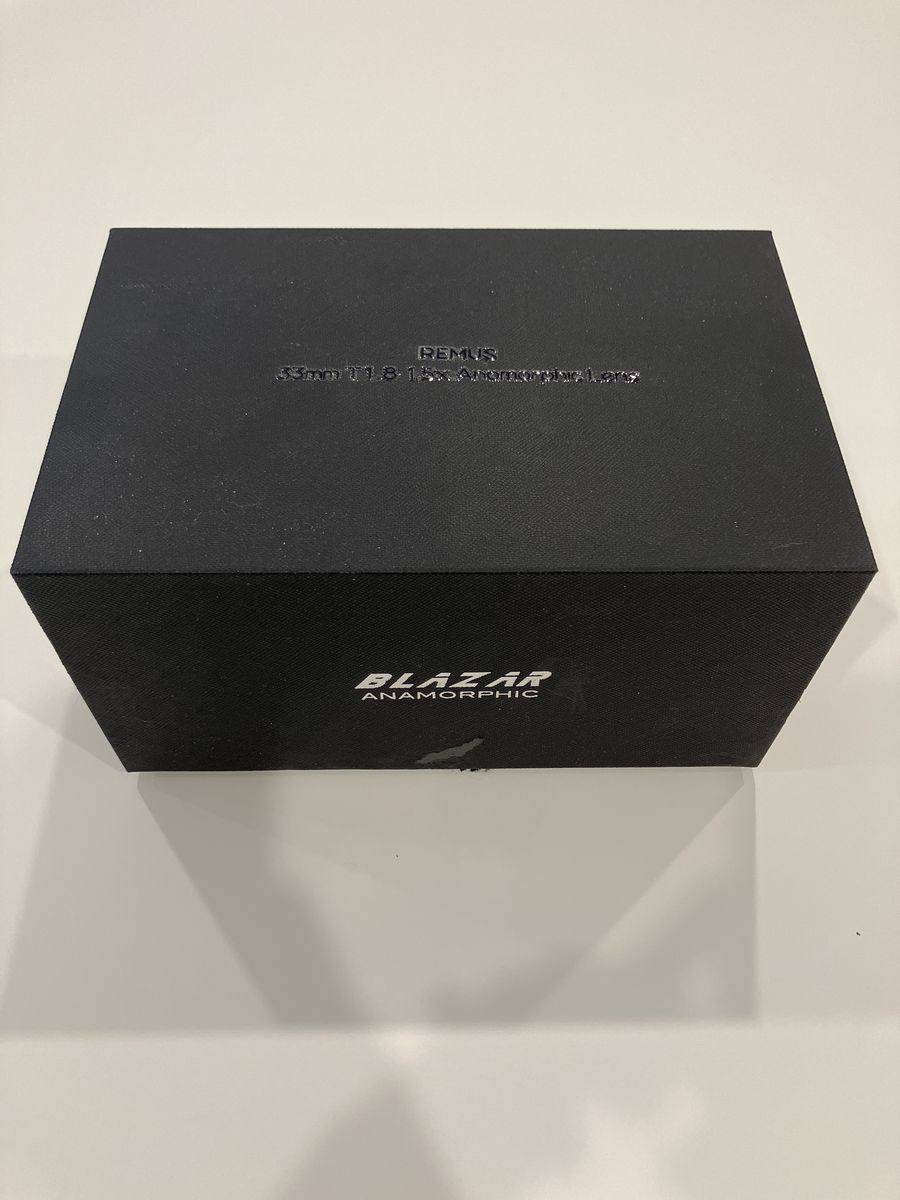 REMUS
33mm T1.8 1.5x Anamorphic Lens
BLAZAR
ANAMORPHIC